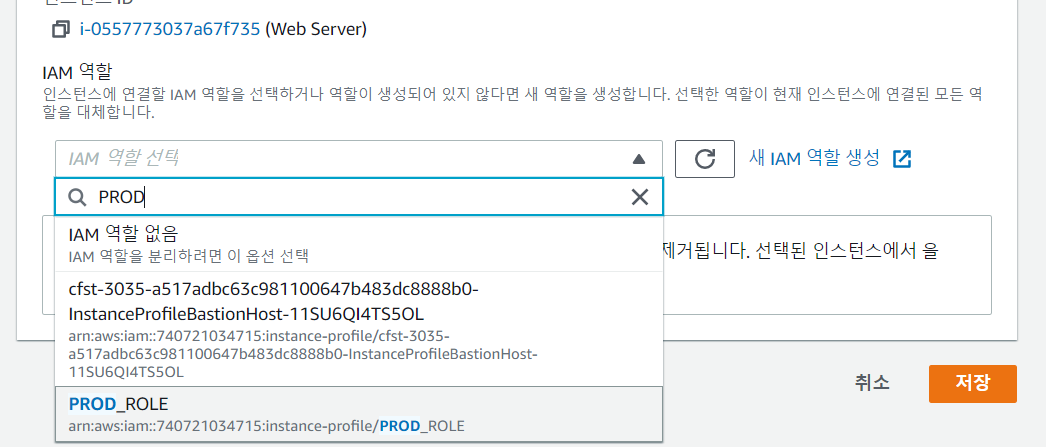 인스턴스 ID
i-0557773037a67f735 (Web Server)
IAM 역할
인스턴스에 연결할 IAM 역할을 선택하거나 역할이 생성되어 있지 않다면 새 역할을 생성합니다. 선택한 역할이 현재 인스턴스에 연결된 모든 역
할을 대체합니다.
IAM 역할 선택
새 IAM 역할 생성
PROD
IAM 역할 없음
IAM 역할을 분리하려면 이 옵션 선택
제거됩니다. 선택된 인스턴스에서 을
cfst-3035-a517adbc63c981100647b483dc8888b0-
InstanceProfileBastionHost-11SU6QI4TS5OL
arn:aws:iam::740721034715:instance-profile/cfst-3035-
a517adbc63c981100647b483dc8888b0-InstanceProfileBastionHost-
11SU6QI4TS5OL
취소
저장
PROD_ROLE
arn:aws:iam::740721034715:instance-profile/PROD_ROLE